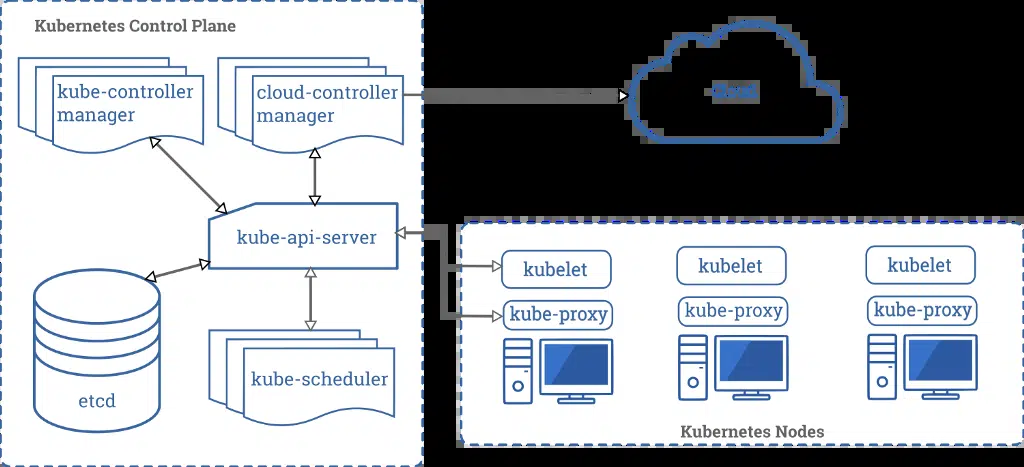 Kubernetes Control Plane
kube-controller
manager
cloud-controller
manager
kube-api-server
etcd
kube-scheduler
kubelet
kubelet
kubelet
kube-proxy
kube-proxy
kube-proxy
Kubernetes Nodes